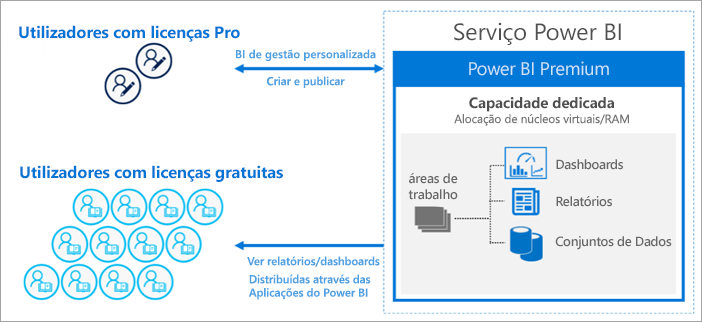 Utilizadores com licenças Pro
BI de gestão personalizada
Criar e publicar
Utilizadores com licenças gratuitas
Ver relatórios/dashboards
Distribuídas através das
Aplicações do Power BI
Serviço Power BI
Power BI Premium
Capacidade dedicada
Alocação de núcleos virtuais/RAM
áreas de
trabalho
Dashboards
Relatórios
Conjuntos de Dados